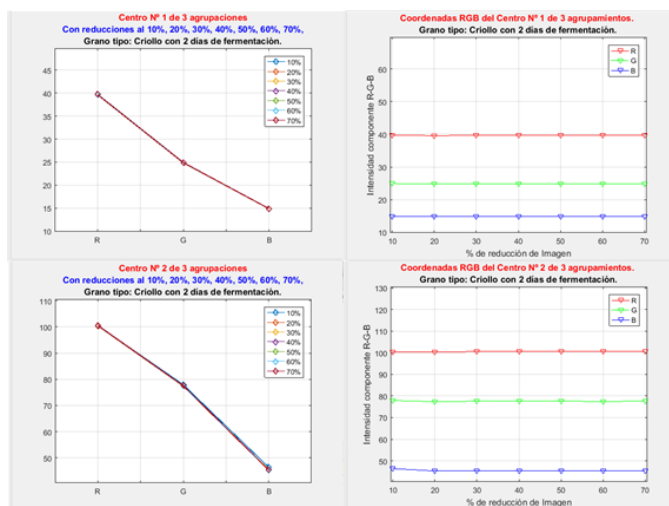 Centro Nº 1 de 3 agrupaciones
Con reducciones al 10%, 20%, 30%, 40%, 50%, 60%, 70%,
Grano tipo: Criollo con 2 días de fermentación.
45
40
35
30
25
20
15
10
R
G
B
10%
20%
30%
40%
50%
60%
70%
Coordenadas RGB del Centro Nº 1 de 3 agrupamientos.
Grano tipo: Criollo con 2 días de fermentación.
Intensidad componente R-G-B
60
50
40
30
20
10
10 20 30 40 50 60 70
% de reducción de Imagen
R
G
B
Centro Nº 2 de 3 agrupaciones
Con reducciones al 10%, 20%, 30%, 40%, 50%, 60%, 70%,
Grano tipo: Criollo con 2 días de fermentación.
110
100
90
80
70
60
50
R
G
B
10%
20%
30%
40%
50%
60%
70%
Coordenadas RGB del Centro Nº 2 de 3 agrupamientos.
Grano tipo: Criollo con 2 días de fermentación.
Intensidad componente R-G-B
130
120
110
100
90
80
70
60
50
10 20 30 40 50 60 70
% de reducción de Imagen
R
G
B